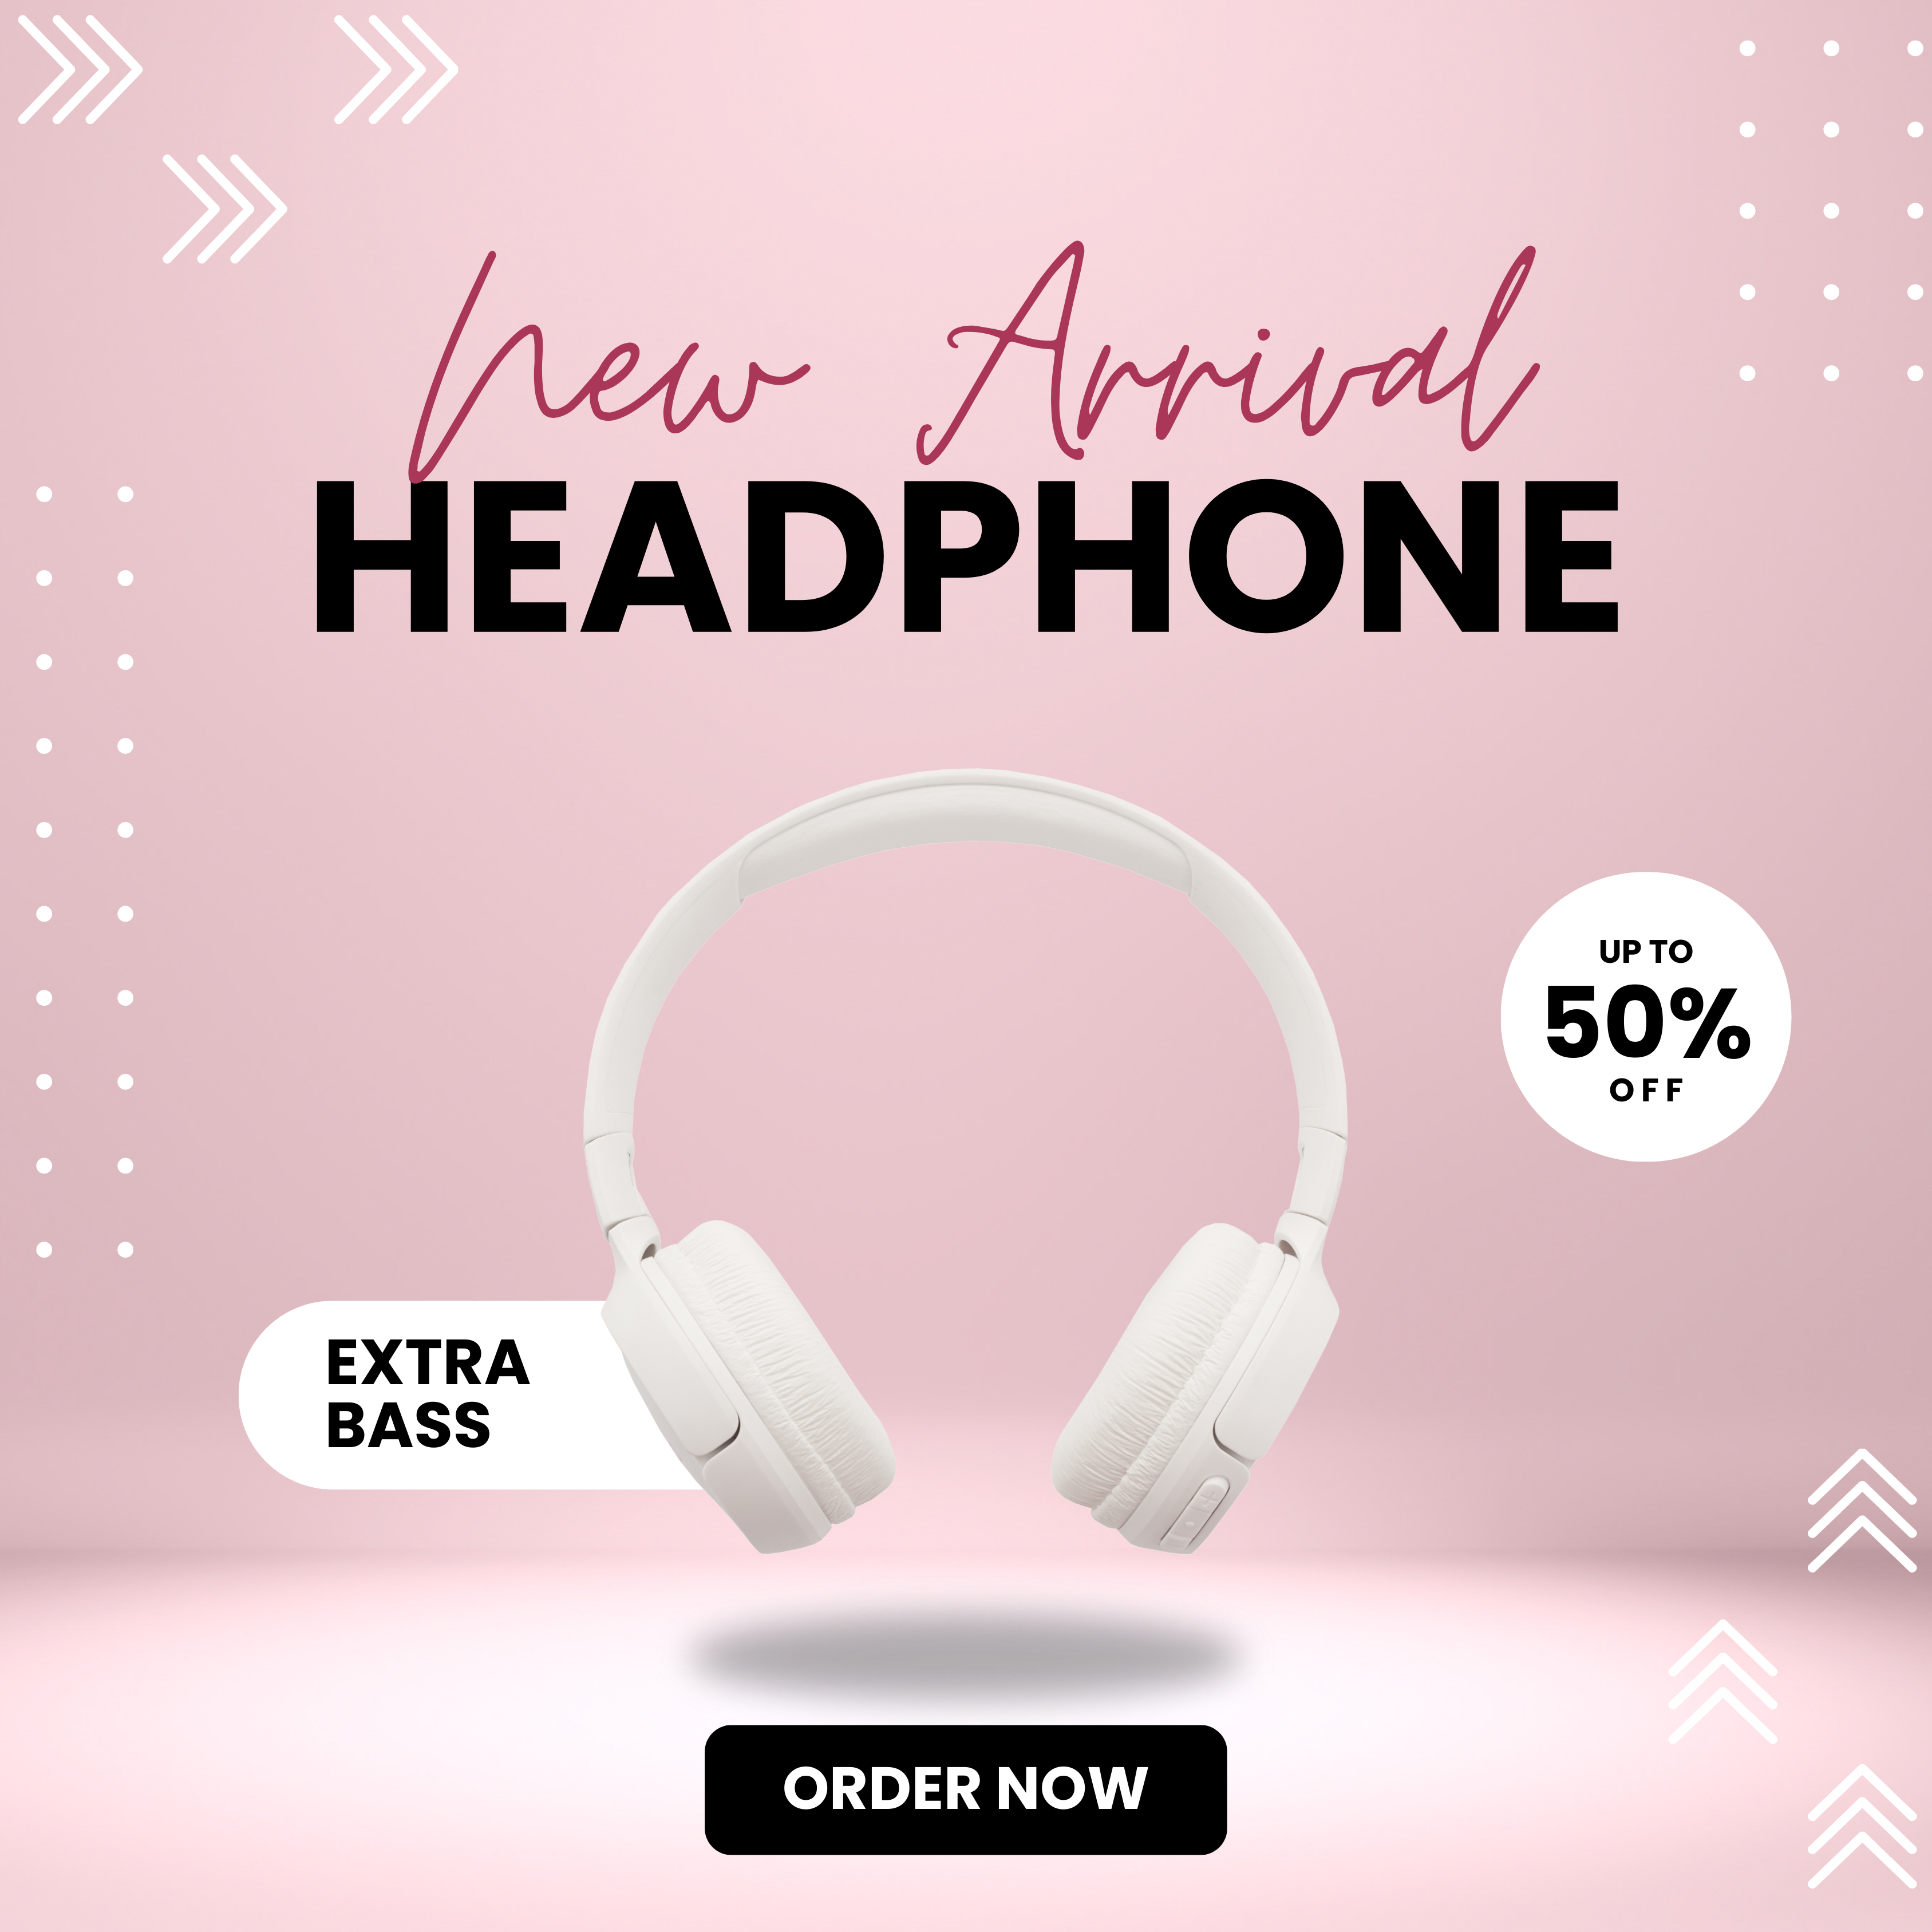 New Arrival
HEADPHONE
UP TO
50%
OFF
EXTRA
BASS
ORDER NOW